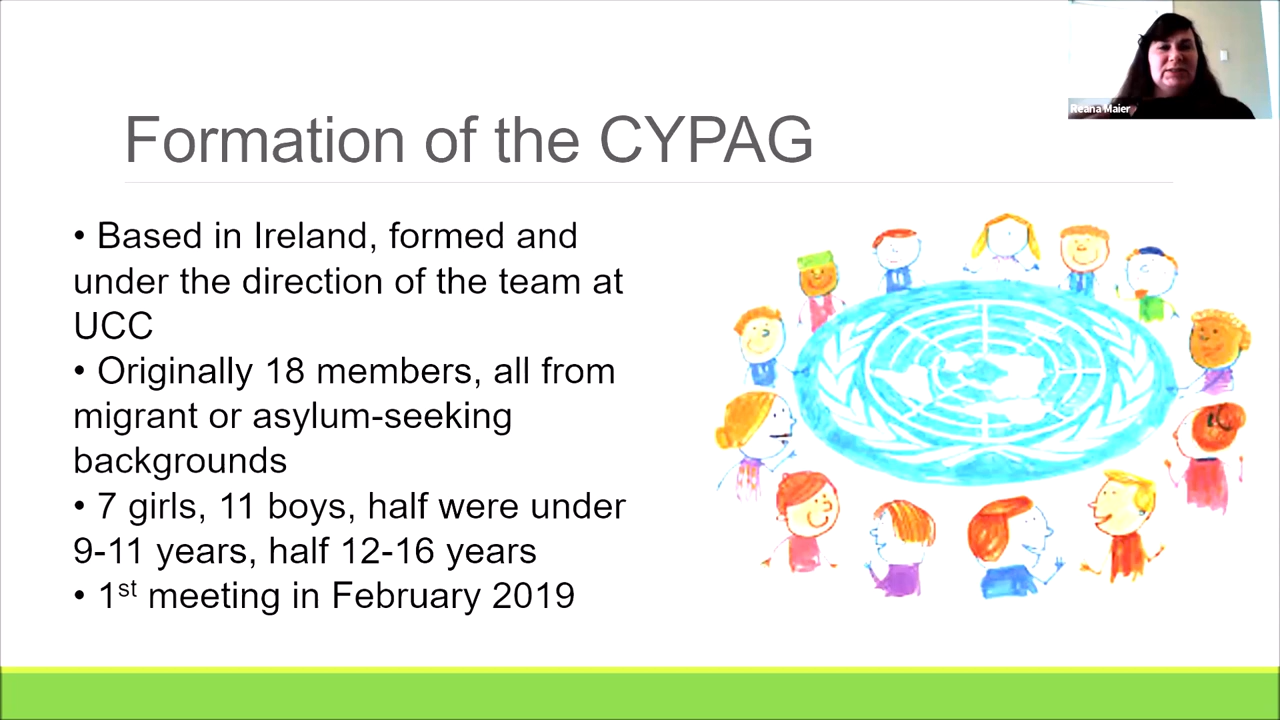 Reana Maier
Formation of the CYPAG
• Based in Ireland, formed and
under the direction of the team at
UCC
• Originally 18 members, all from
migrant or asylum-seeking
backgrounds
• 7 girls, 11 boys, half were under
9-11 years, half 12-16 years
• 1st meeting in February 2019